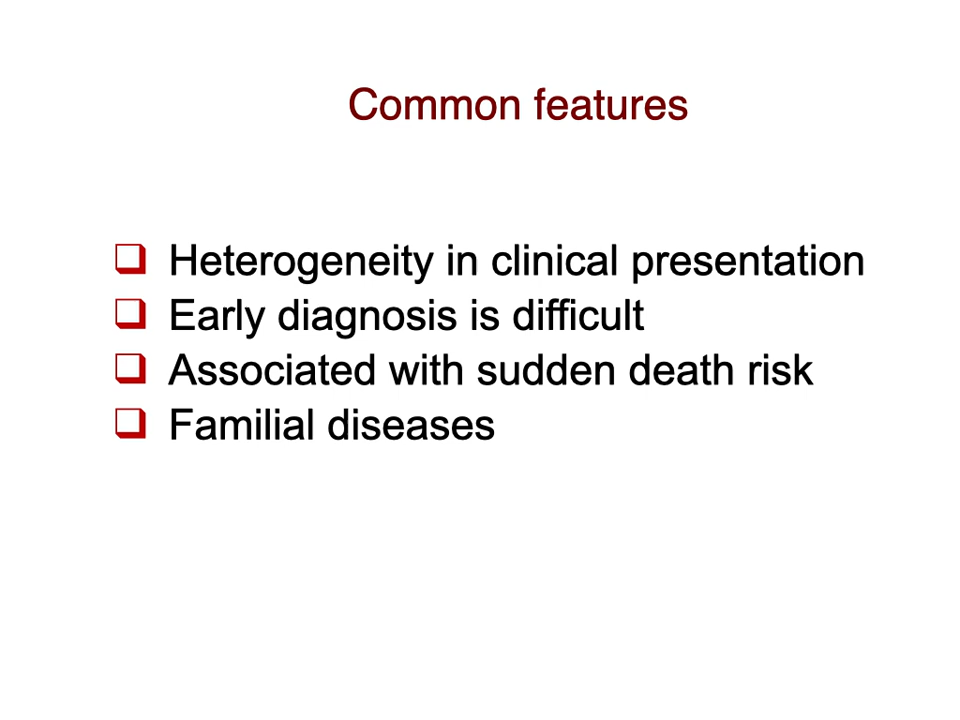 Common features
❑ Heterogeneity in clinical presentation
❑ Early diagnosis is difficult
❑ Associated with sudden death risk
❑ Familial diseases